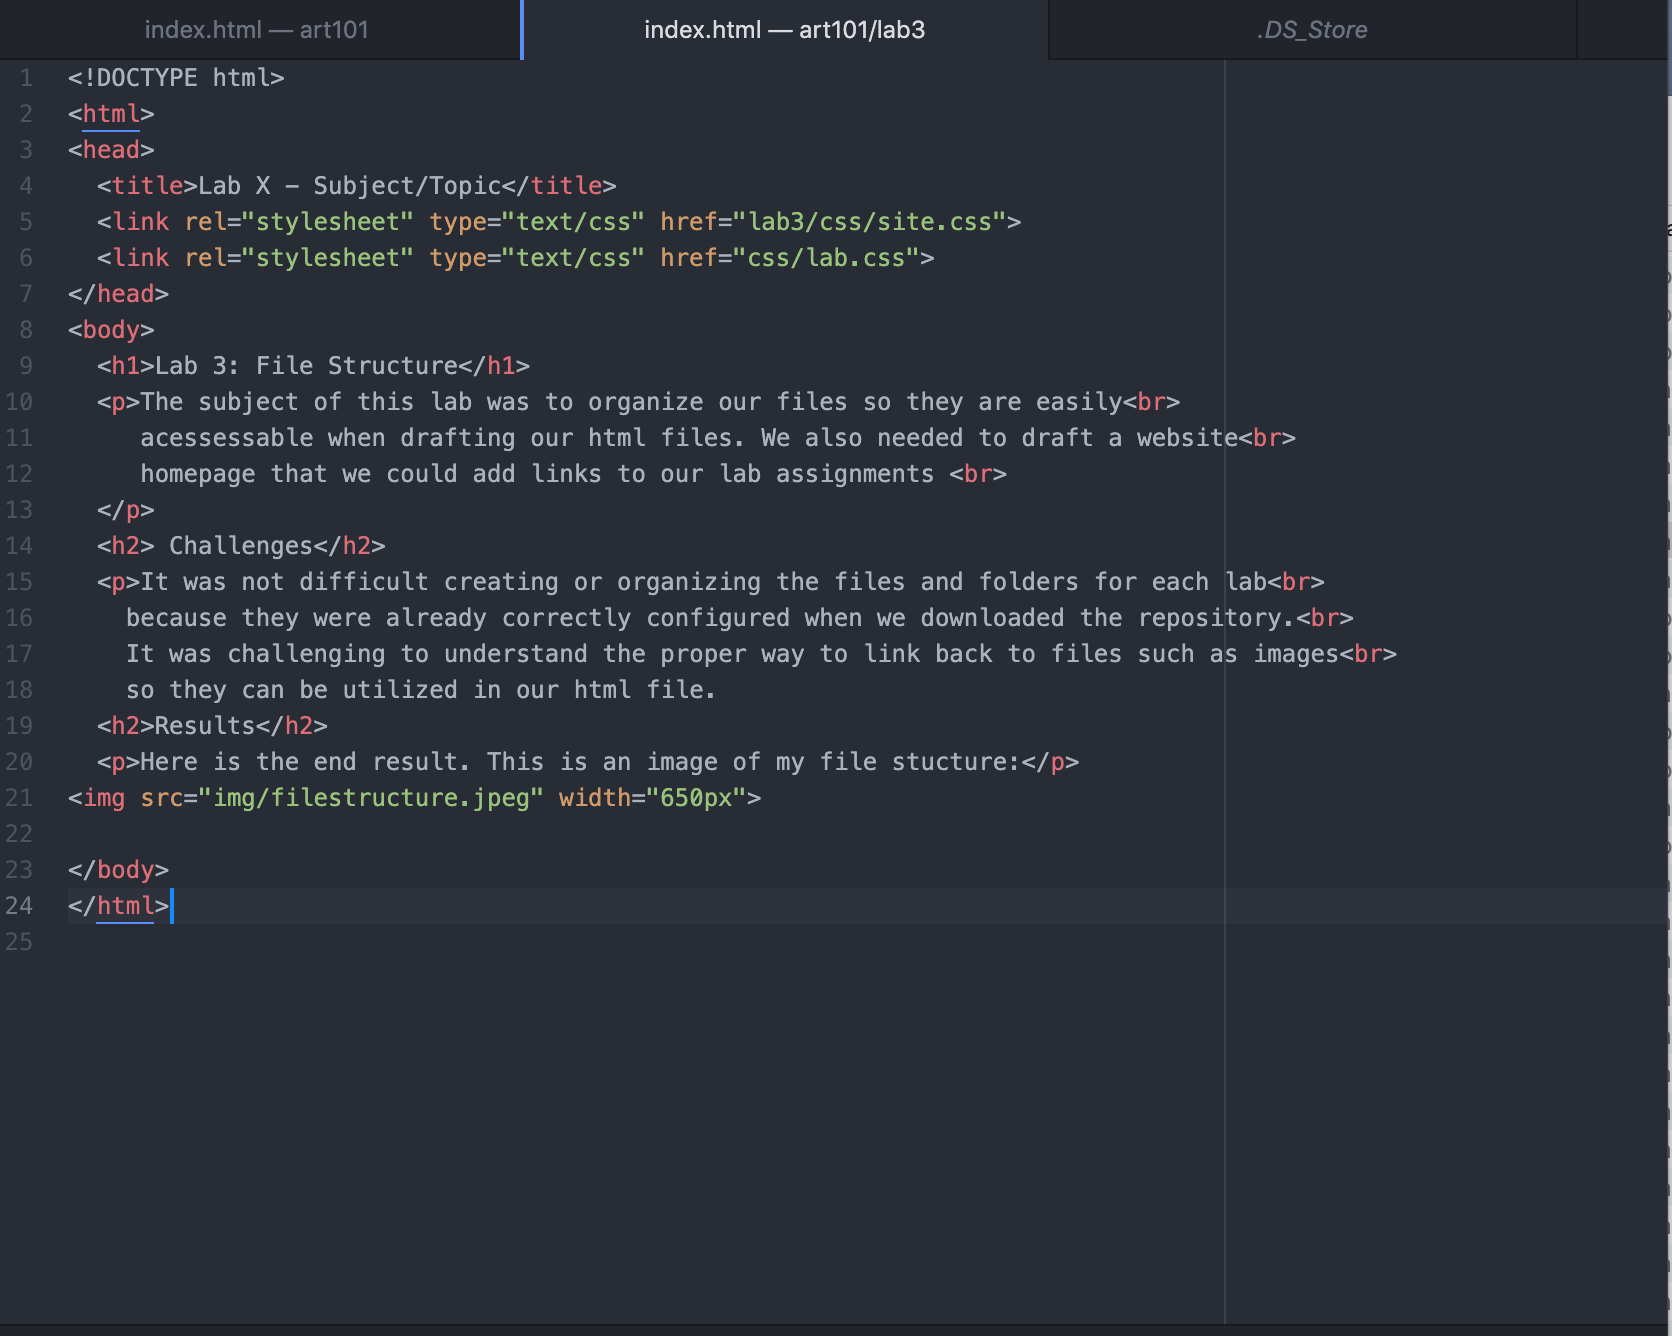 index.html — art101
index.html — art101/lab3
.DS_Store
1 <!DOCTYPE html>
2 <html>
3 <head>
4   <title>Lab X - Subject/Topic</title>
5   <link rel="stylesheet" type="text/css" href="lab3/css/site.css">
6   <link rel="stylesheet" type="text/css" href="css/lab.css">
7 </head>
8 <body>
9   <h1>Lab 3: File Structure</h1>
10   <p>The subject of this lab was to organize our files so they are easily<br>
11      acessessable when drafting our html files. We also needed to draft a website<br>
12      homepage that we could add links to our lab assignments <br>
13   </p>
14   <h2> Challenges</h2>
15   <p>It was not difficult creating or organizing the files and folders for each lab<br>
16     because they were already correctly configured when we downloaded the repository.<br>
17     It was challenging to understand the proper way to link back to files such as images<br>
18     so they can be utilized in our html file.
19   <h2>Results</h2>
20   <p>Here is the end result. This is an image of my file stucture:</p>
21 <img src="img/filestructure.jpeg" width="650px">
22
23 </body>
24 </html>
25